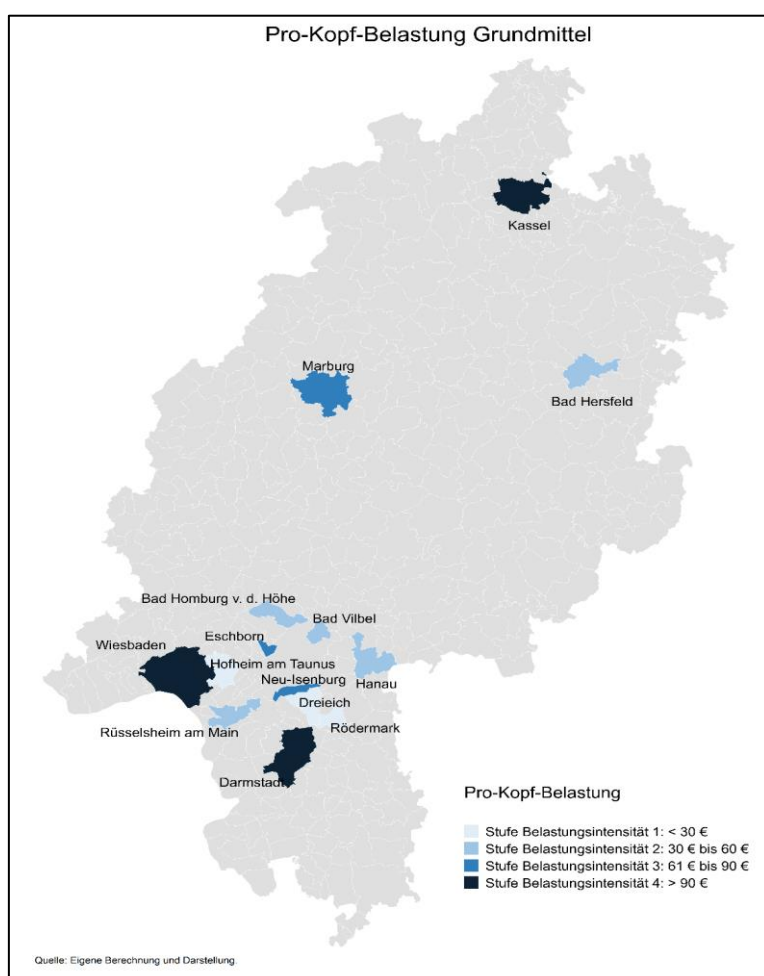 Pro-Kopf-Belastung Grundmittel
Kassel
Marburg
Bad Hersfeld
Bad Homburg v. d. Höhe
Bad Vilbel
Eschborn
Wiesbaden
Hofheim am Taunus
Neu-Isenburg
Hanau
Dreieich
Rüsselsheim am Main
Rödermark
Darmstadt
Pro-Kopf-Belastung
Stufe Belastungsintensität 1: < 30 €
Stufe Belastungsintensität 2: 30 € bis 60 €
Stufe Belastungsintensität 3: 61 € bis 90 €
Stufe Belastungsintensität 4: > 90 €
Quelle: Eigene Berechnung und Darstellung.